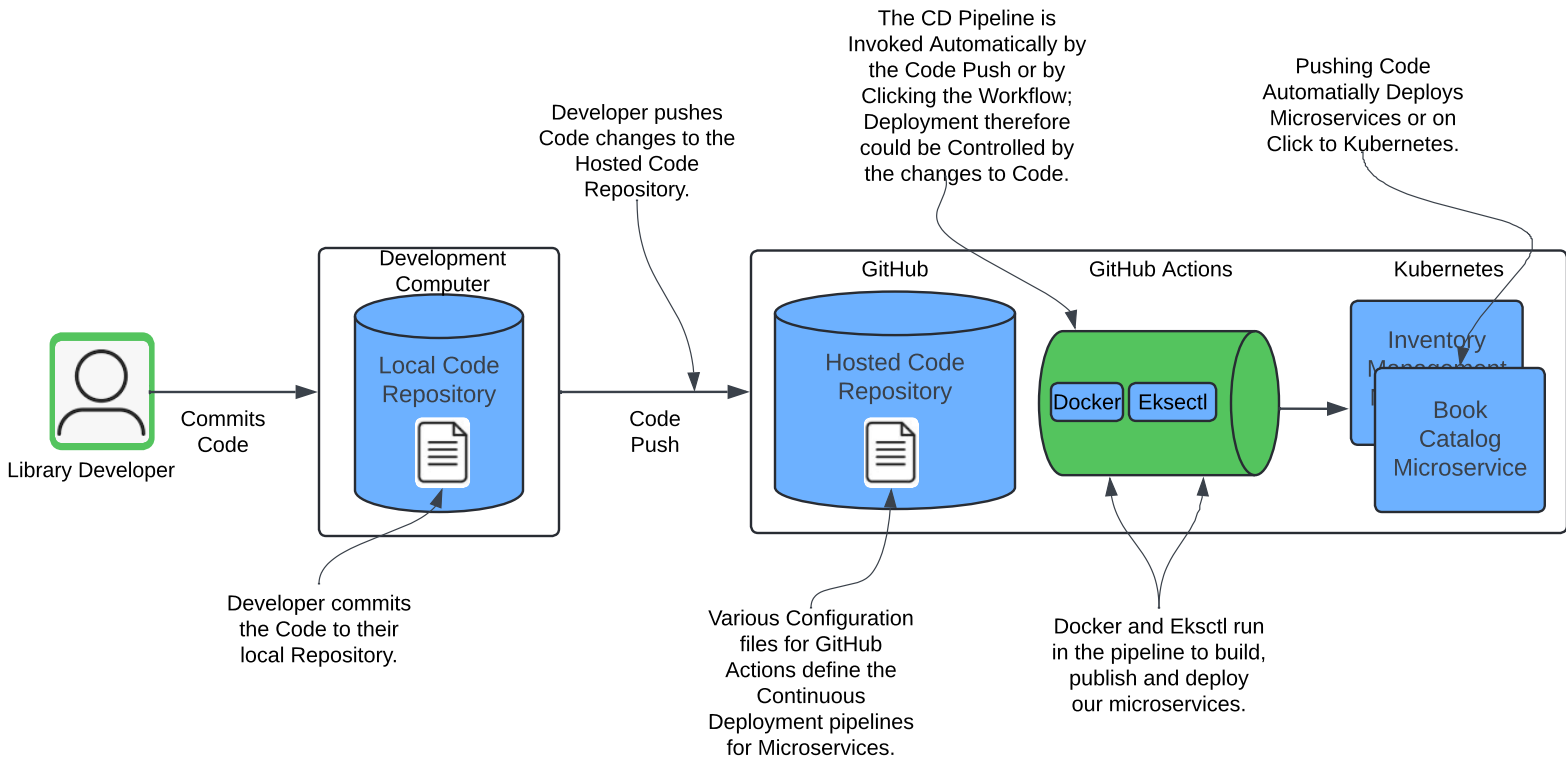 The CD Pipeline is
Invoked Automatically by
the Code Push or by
Clicking the Workflow;
Deployment therefore
could be Controlled by
the changes to Code.
Pushing Code
Automatially Deploys
Microservices or on
Click to Kubernetes.
Developer pushes
Code changes to the
Hosted Code
Repository.
Development
Computer
GitHub
GitHub Actions
Kubernetes
Library Developer
Commits
Code
Local Code
Repository
Code
Push
Hosted Code
Repository
Docker
Eksctl
Inventory
Management
Book
Catalog
Microservice
Developer commits
the Code to their
local Repository.
Various Configuration
files for GitHub
Actions define the
Continuous
Deployment pipelines
for Microservices.
Docker and Eksctl run
in the pipeline to build,
publish and deploy
our microservices.